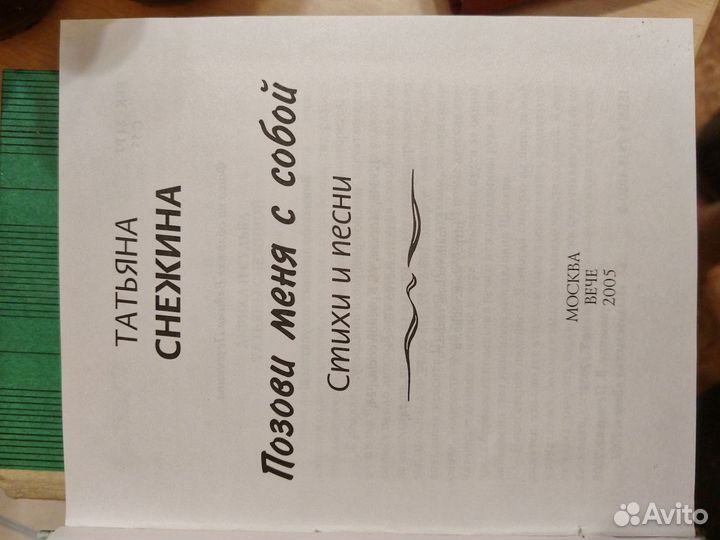 ТАТЬЯНА
СНЕЖИНА
Позови меня с собой
Стихи и песни
МОСКВА
ВЕЧЕ
2005
Avito